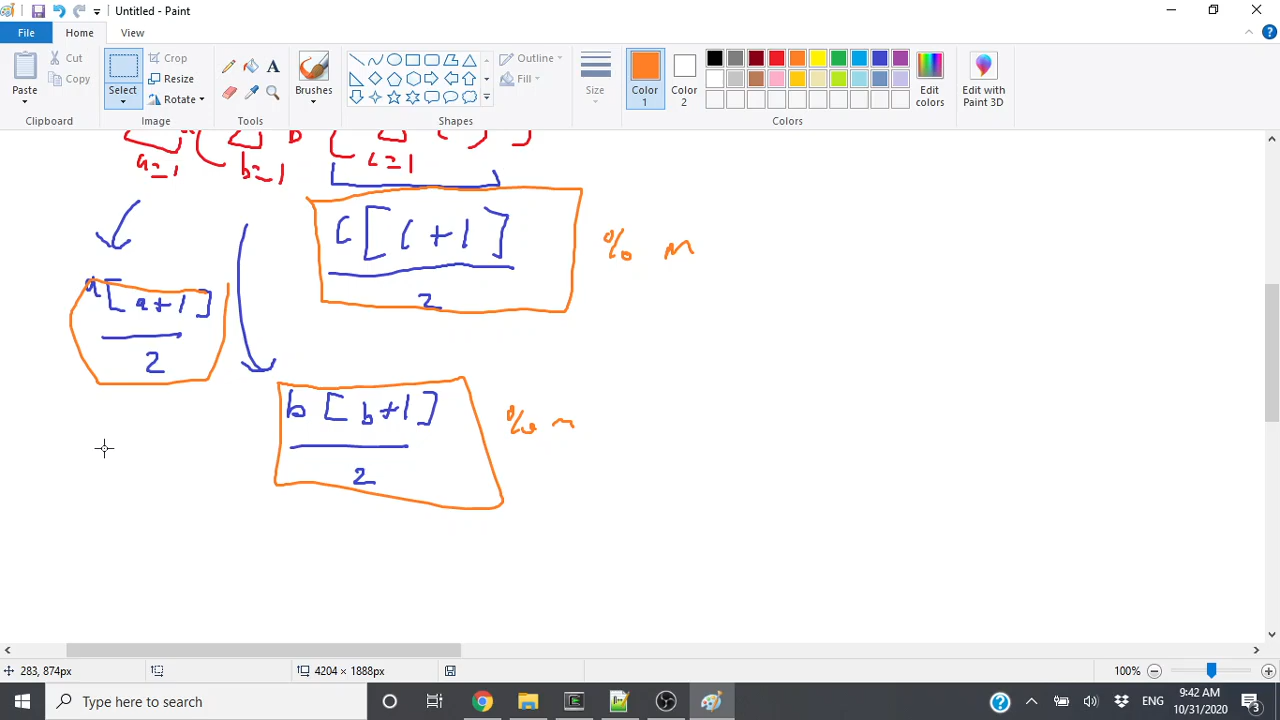 Untitled - Paint
File Home View
Paste
Cut
Copy
Clipboard
Select
Crop
Resize
Rotate
Image
A
Tools
Brushes
Shapes
Outline
Fill
Size
Color 1
Color 2
Edit colors
Colors
Edit with Paint 3D
a=1 b=1 c=1
c [ c + 1 ]
2
% m
a [ a + 1 ]
2
b [ b + 1 ]
2
% m
283, 874px
4204 × 1888px
100%
Type here to search
ENG
9:42 AM
10/31/2020
3